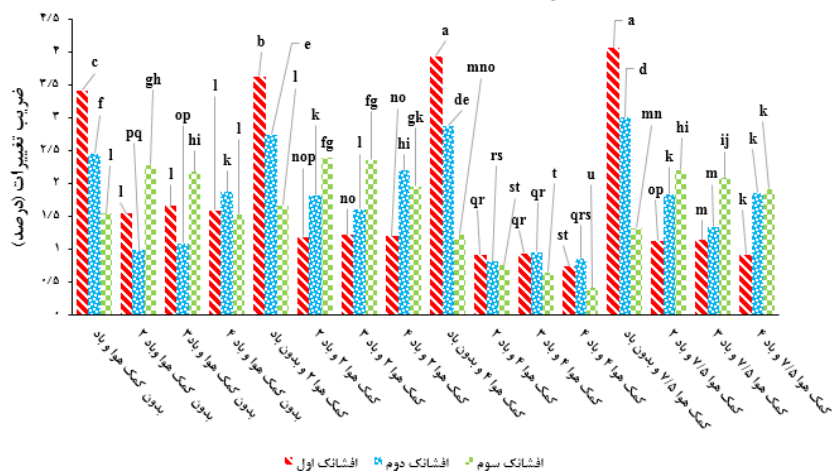 ضریب تغییرات (درصد)
۴/۵
۴
۳/۵
۳
۲/۵
۲
۱/۵
۱
۰/۵
۰
c f l
l pq gh
l op hi
l k l
b e l
nop k fg
no l fg
no hi gk
a de mno
qr rs st
qr qr t
st qrs u
a d mn
op k hi
m m ij
k k k
بدون کمک هوا و باد
بدون کمک هوا وباد ۲
بدون کمک هوا و باد ۳
بدون کمک هوا و باد ۴
کمک هوا ۲ و بدون باد
کمک هوا ۲ و باد ۲
کمک هوا ۲ و باد ۳
کمک هوا ۲ و باد ۴
کمک هوا ۴ و بدون باد
کمک هوا ۴ و باد ۲
کمک هوا ۴ و باد ۳
کمک هوا ۴ و باد ۴
کمک هوا ۷/۵ و بدون باد
کمک هوا ۷/۵ و باد ۲
کمک هوا ۷/۵ و باد ۳
کمک هوا ۷/۵ و باد ۴
افشانک اول افشانک دوم افشانک سوم